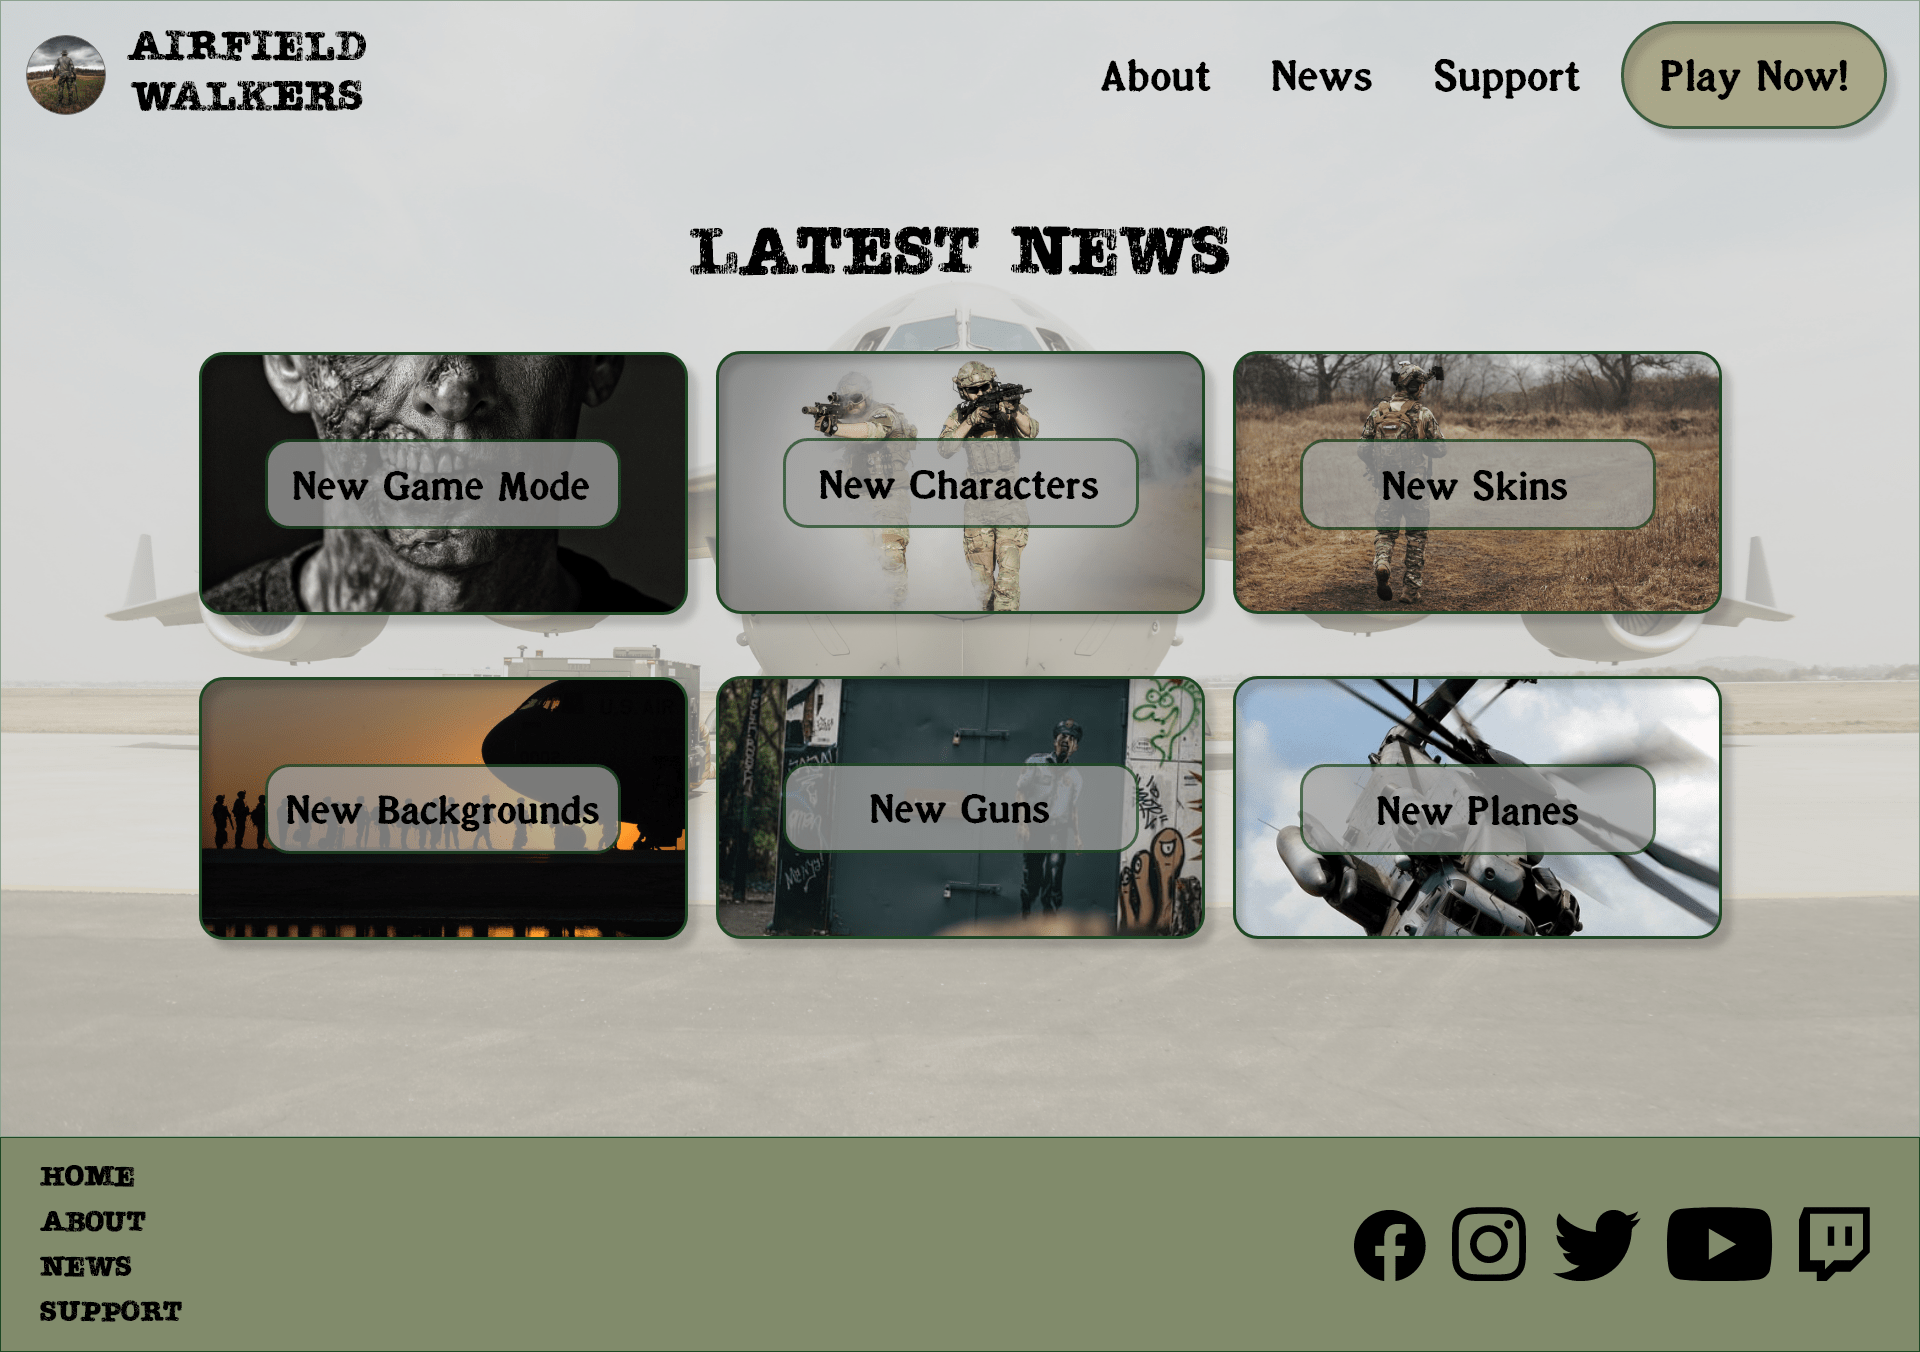 AIRFIELD
WALKERS
About News Support Play Now!
LATEST NEWS
New Game Mode New Characters New Skins
U.S. AIR
New Backgrounds New Guns New Planes
HOME
ABOUT
NEWS
SUPPORT